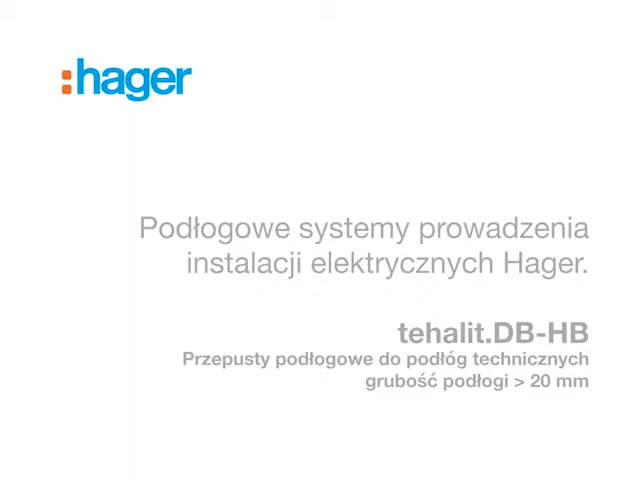 :hager
Podłogowe systemy prowadzenia
instalacji elektrycznych Hager.
tehalit.DB-HB
Przepusty podłogowe do podłóg technicznych
grubość podłogi > 20 mm